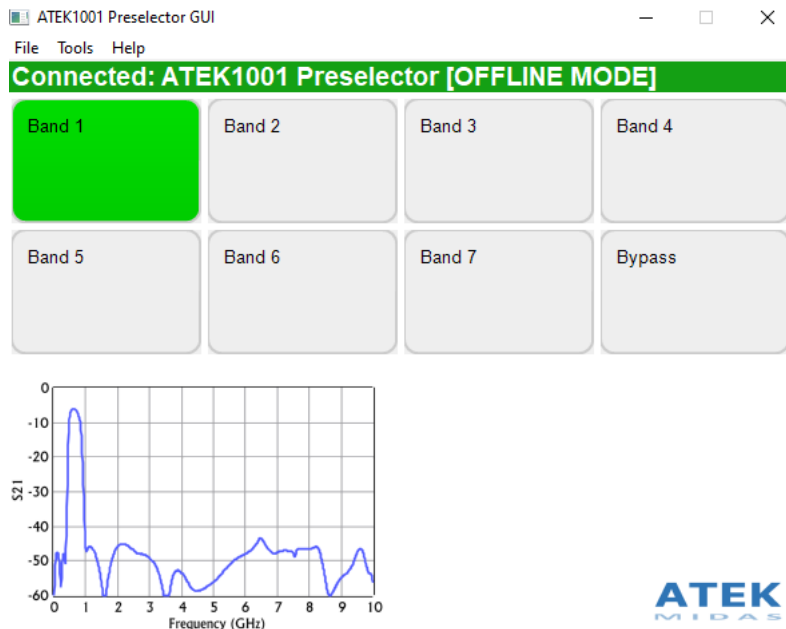 ATEK1001 Preselector GUI
File Tools Help
Connected: ATEK1001 Preselector [OFFLINE MODE]
Band 1 Band 2 Band 3 Band 4
Band 5 Band 6 Band 7 Bypass
0
-10
-20
-30
-40
-50
-60
S21
0 1 2 3 4 5 6 7 8 9 10
Frequency (GHz)
ATEK
MIDAS